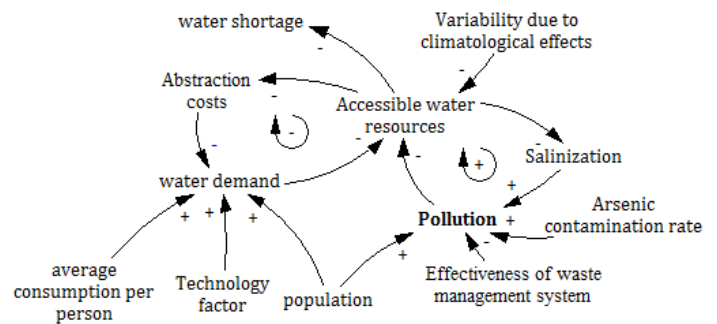 water shortage
Variability due to
climatological effects
-
-
Abstraction
costs
-
-
Accessible water
resources
-
-
-
+
-
Salinization
water demand
+
+
+
+
Pollution
+
-
+
Arsenic
contamination rate
average
consumption per
person
Technology
factor
population
Effectiveness of waste
management system